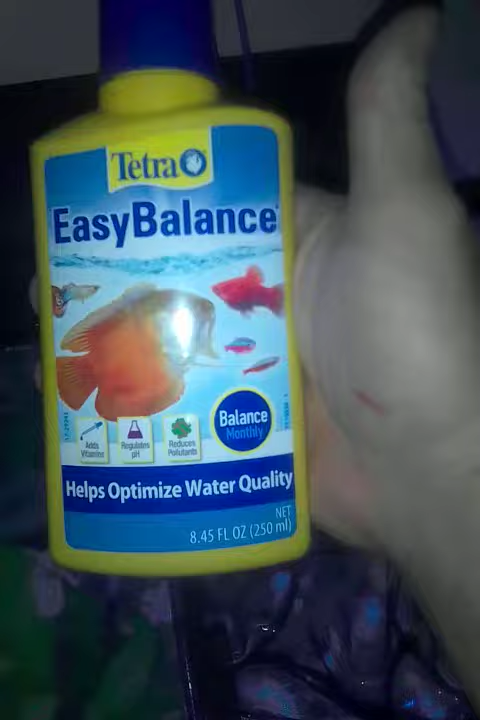 Tetra
EasyBalance
Balance
Monthly
Adds
Vitamins
Regulates
pH
Reduces
Pollutants
Helps Optimize Water Quality
NET
8.45 FL OZ (250 ml)